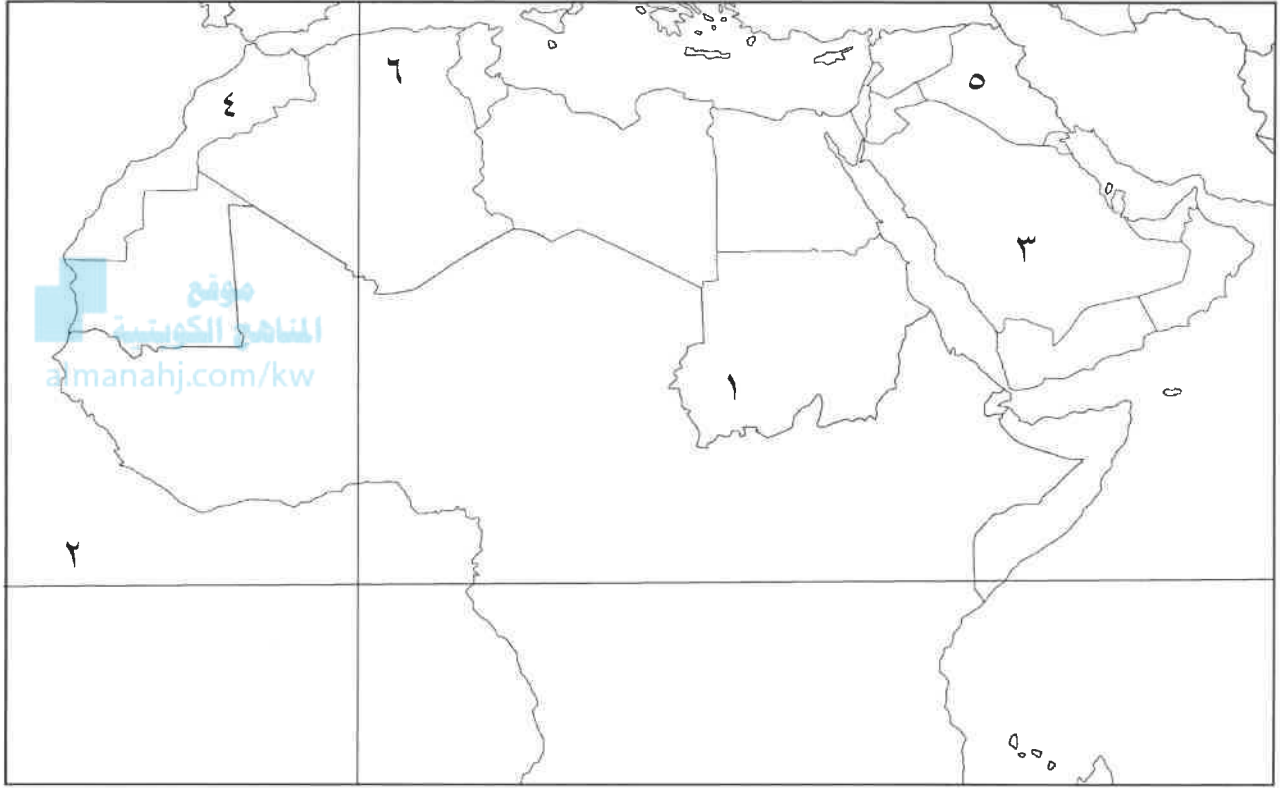 ٦
٤
٥
٣
موقع
المناهج الكويتية
almanahj.com/kw
١
٢